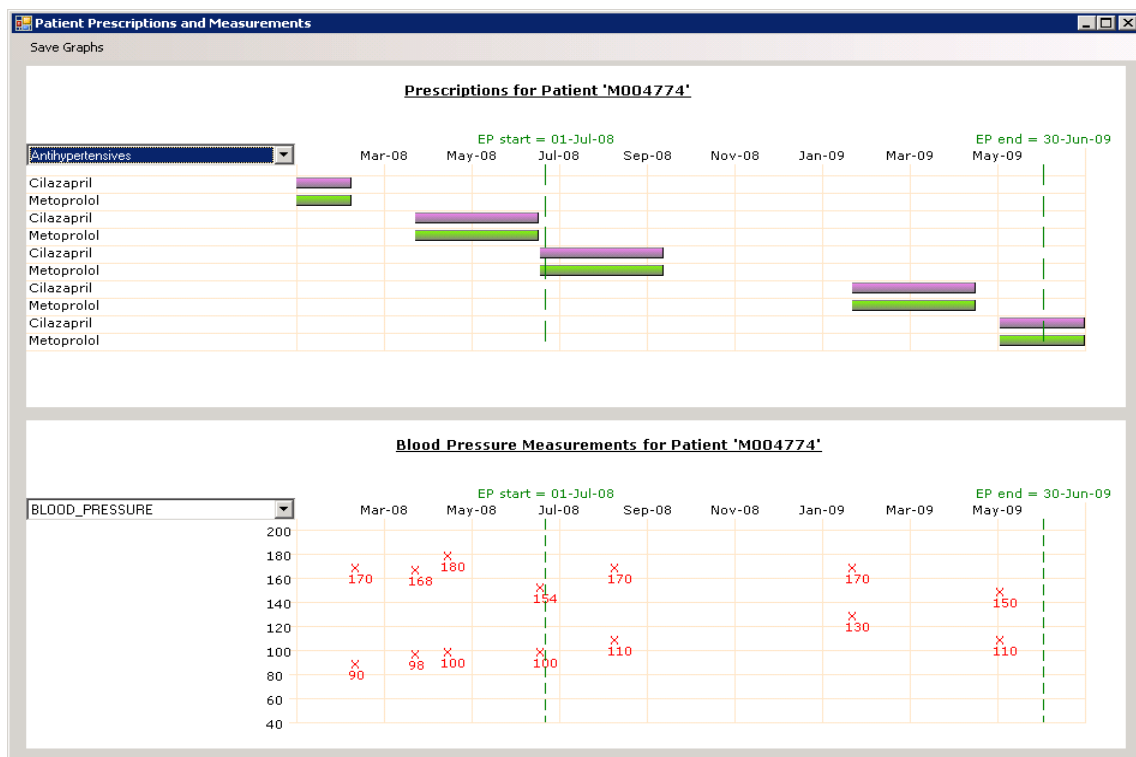 Patient Prescriptions and Measurements
Save Graphs
Prescriptions for Patient 'M004774'
EP start = 01-Jul-08 EP end = 30-Jun-09
Antihypertensives
Mar-08 May-08 Jul-08 Sep-08 Nov-08 Jan-09 Mar-09 May-09
Cilazapril
Metoprolol
Cilazapril
Metoprolol
Cilazapril
Metoprolol
Cilazapril
Metoprolol
Cilazapril
Metoprolol
Blood Pressure Measurements for Patient 'M004774'
EP start = 01-Jul-08 EP end = 30-Jun-09
BLOOD_PRESSURE
Mar-08 May-08 Jul-08 Sep-08 Nov-08 Jan-09 Mar-09 May-09
200
180
180
160
170 168 170 170
140
154 150
120
130
100
98 100 100 110 110
80
90
60
40